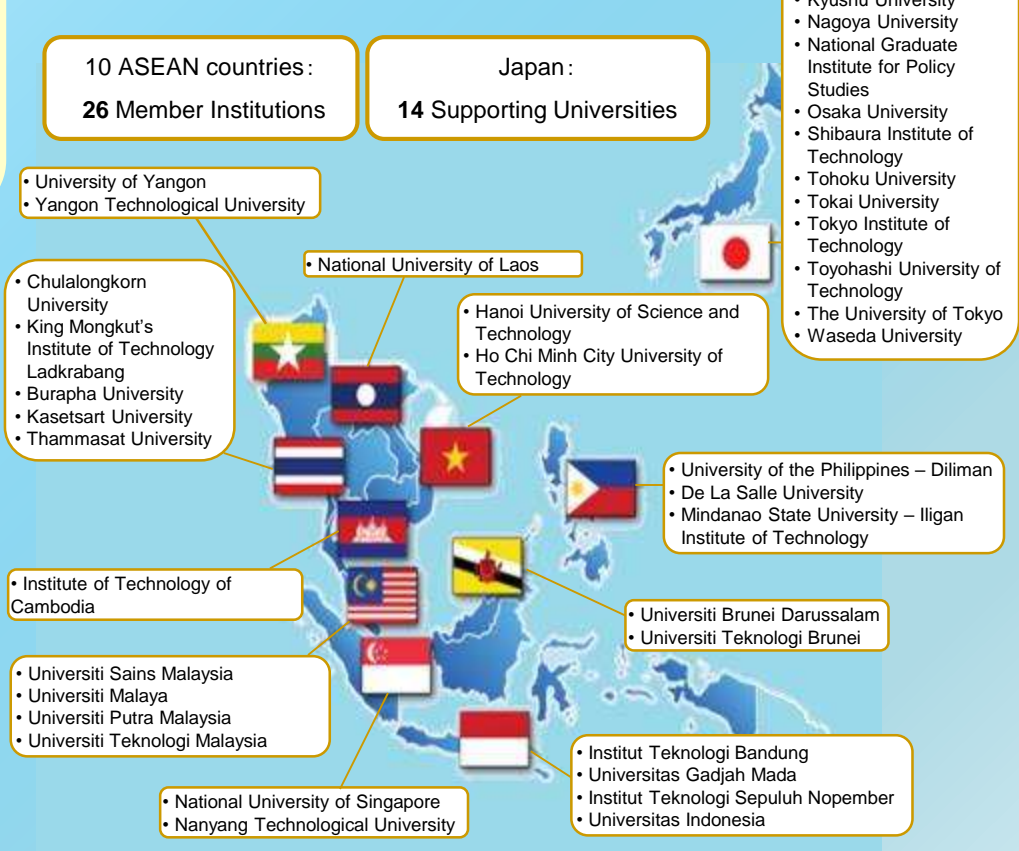 10 ASEAN countries:
26 Member Institutions
Japan:
14 Supporting Universities
• Kyushu University
• Nagoya University
• National Graduate
Institute for Policy
Studies
• Osaka University
• Shibaura Institute of
Technology
• Tohoku University
• Tokai University
• Tokyo Institute of
Technology
• Toyohashi University of
Technology
• The University of Tokyo
• Waseda University
• University of Yangon
• Yangon Technological University
• National University of Laos
• Chulalongkorn
University
• King Mongkut's
Institute of Technology
Ladkrabang
• Burapha University
• Kasetsart University
• Thammasat University
• Hanoi University of Science and
Technology
• Ho Chi Minh City University of
Technology
• University of the Philippines – Diliman
• De La Salle University
• Mindanao State University – Iligan
Institute of Technology
• Institute of Technology of
Cambodia
• Universiti Brunei Darussalam
• Universiti Teknologi Brunei
• Universiti Sains Malaysia
• Universiti Malaya
• Universiti Putra Malaysia
• Universiti Teknologi Malaysia
• Institut Teknologi Bandung
• Universitas Gadjah Mada
• Institut Teknologi Sepuluh Nopember
• Universitas Indonesia
• National University of Singapore
• Nanyang Technological University